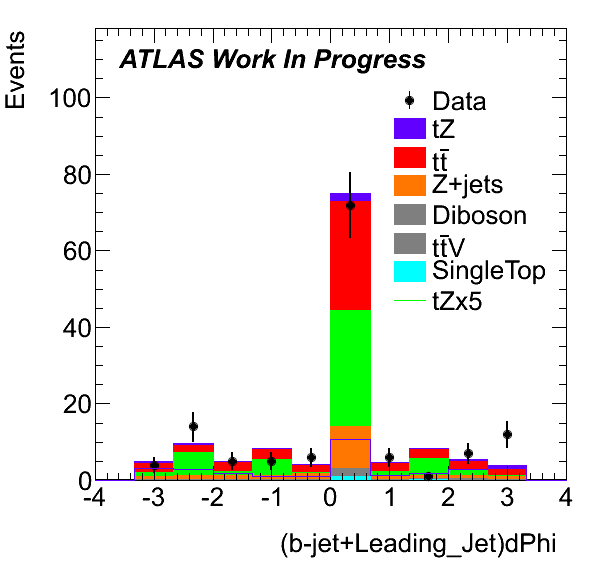 Events
ATLAS Work In Progress
Data
tZ
tt̄
Z+jets
Diboson
tt̄V
SingleTop
tZx5
100
80
60
40
20
0
-4 -3 -2 -1 0 1 2 3 4
(b-jet+Leading_Jet)dPhi